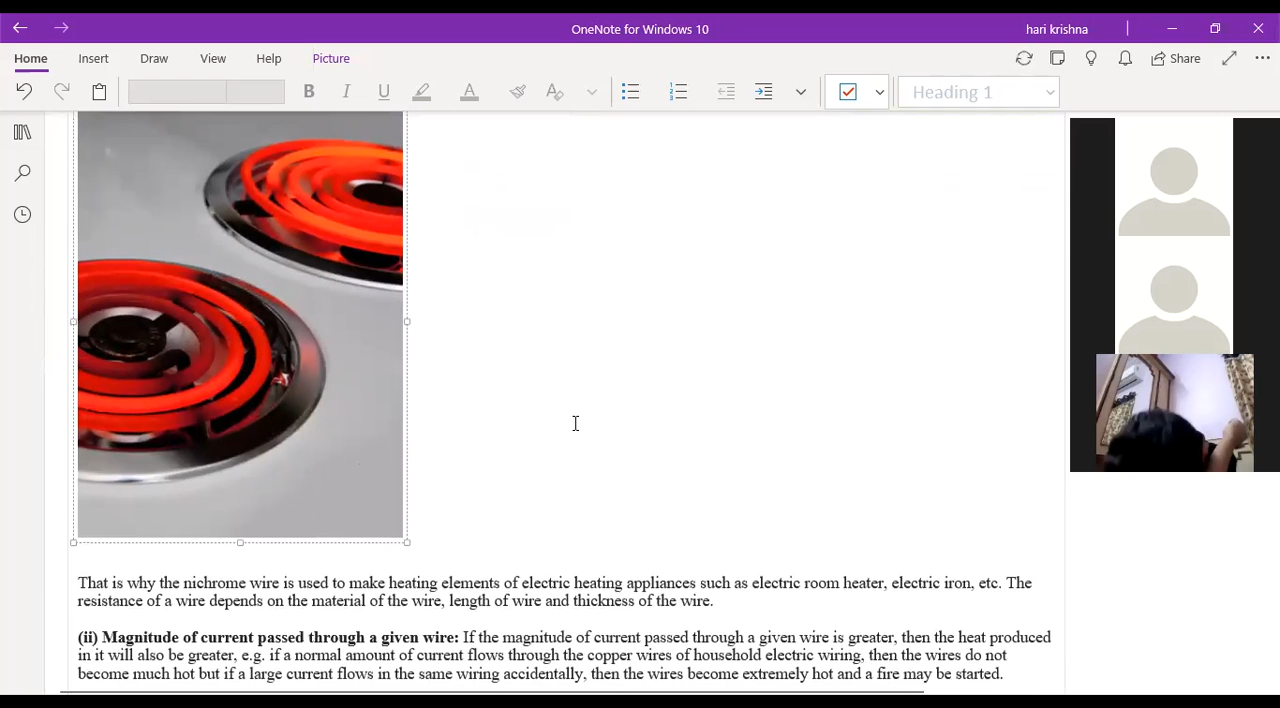 OneNote for Windows 10
hari krishna
Home Insert Draw View Help Picture
Share
B I U A
Heading 1
That is why the nichrome wire is used to make heating elements of electric heating appliances such as electric room heater, electric iron, etc. The
resistance of a wire depends on the material of the wire, length of wire and thickness of the wire.
(ii) Magnitude of current passed through a given wire: If the magnitude of current passed through a given wire is greater, then the heat produced
in it will also be greater, e.g. if a normal amount of current flows through the copper wires of household electric wiring, then the wires do not
become much hot but if a large current flows in the same wiring accidentally, then the wires become extremely hot and a fire may be started.